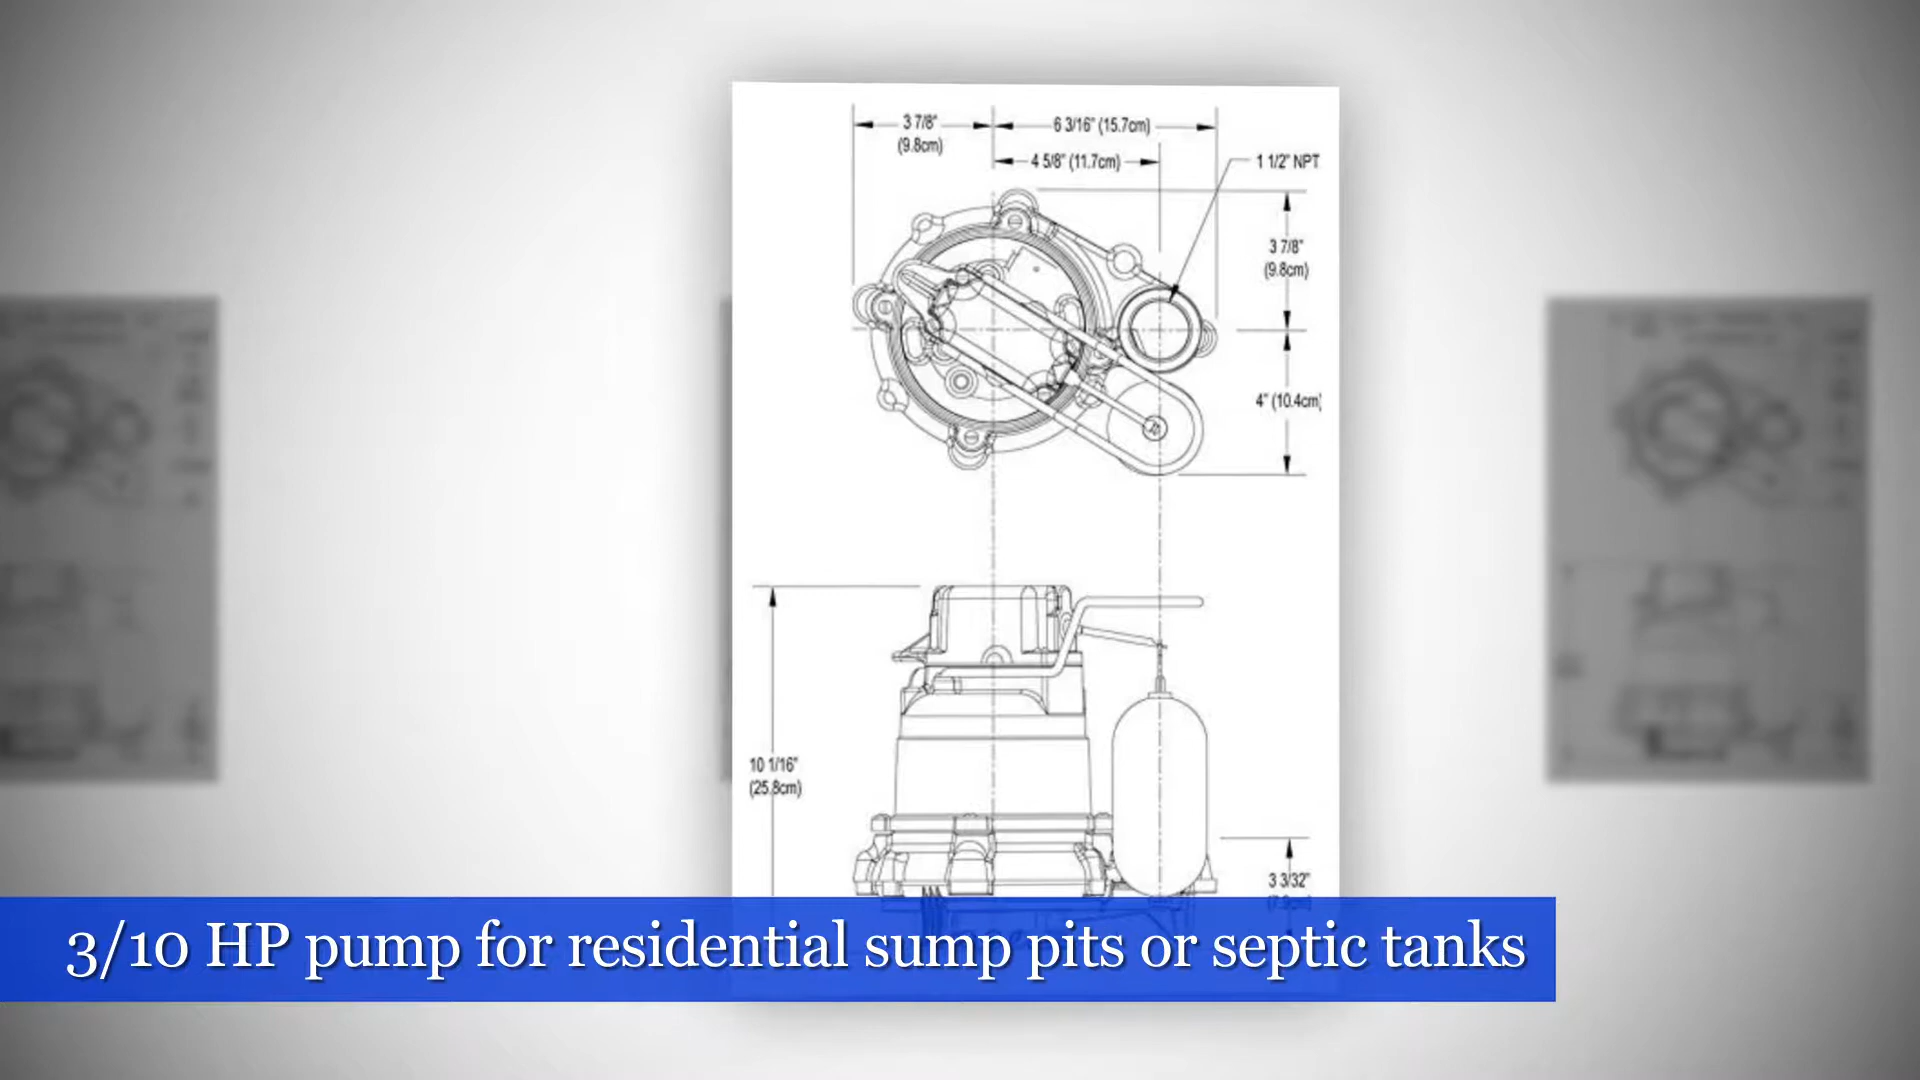 3 7/8"
(9.8cm)
6 3/16" (15.7cm)
4 5/8" (11.7cm)
1 1/2" NPT
3 7/8"
(9.8cm)
4" (10.4cm)
10 1/16"
(25.8cm)
3 3/32"
3/10 HP pump for residential sump pits or septic tanks